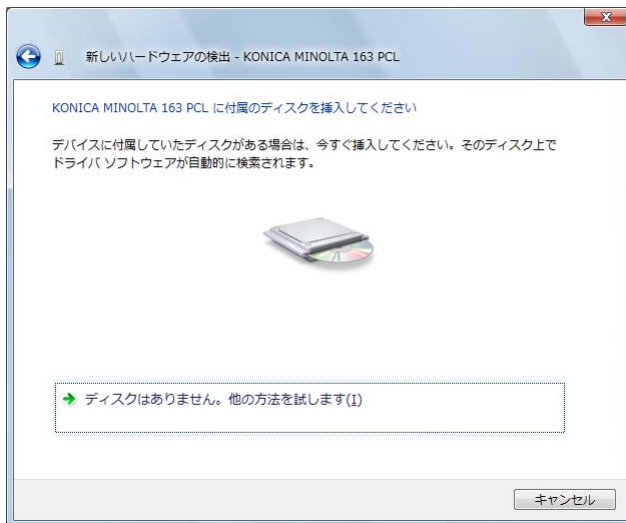 新しいハードウェアの検出 - KONICA MINOLTA 163 PCL
KONICA MINOLTA 163 PCL に付属のディスクを挿入してください
デバイスに付属していたディスクがある場合は、今すぐ挿入してください。そのディスク上で
ドライバ ソフトウェアが自動的に検索されます。
ディスクはありません。他の方法を試します(I)
キャンセル